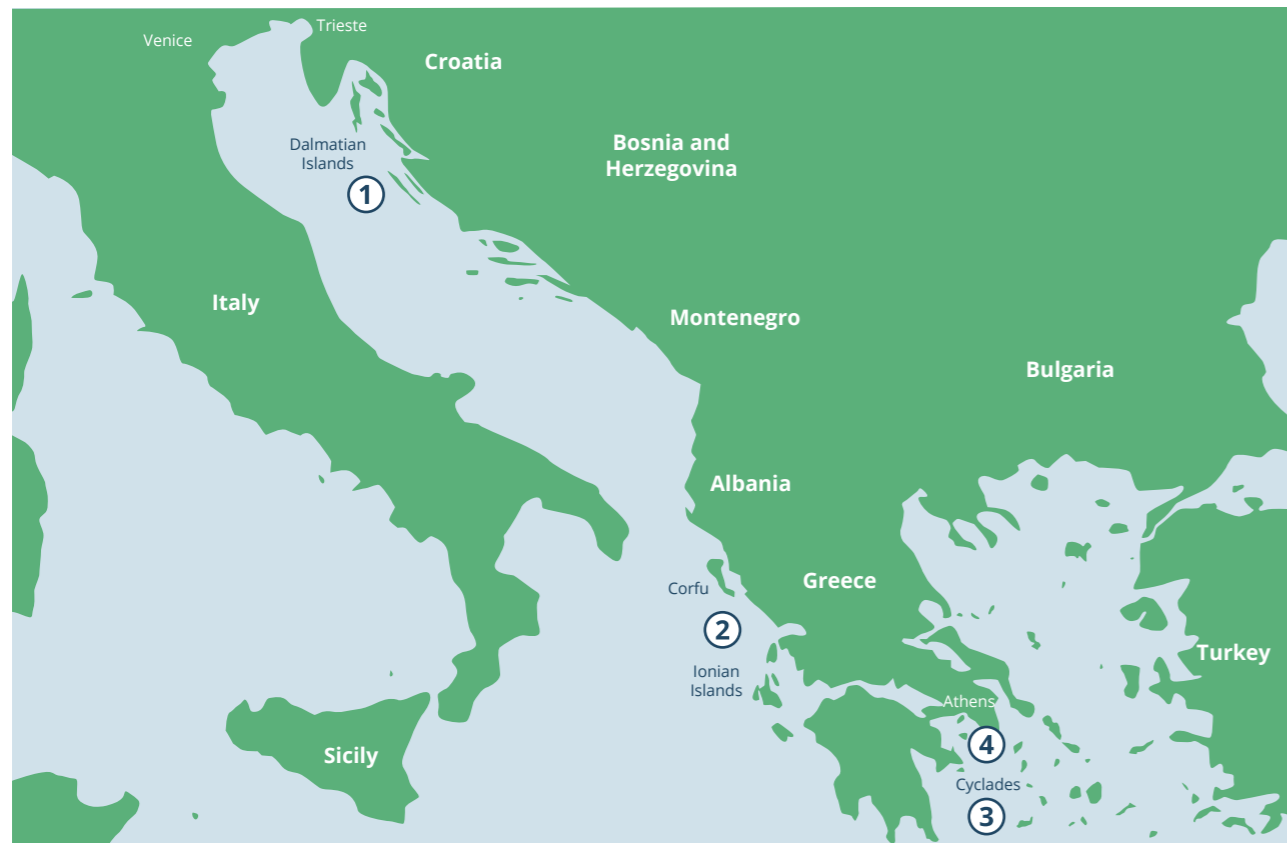 Trieste
Venice
Croatia
Dalmatian
Islands
1
Bosnia and
Herzegovina
Italy
Montenegro
Bulgaria
Albania
Corfu
Greece
2
Ionian
Islands
Turkey
Athens
4
Sicily
Cyclades
3